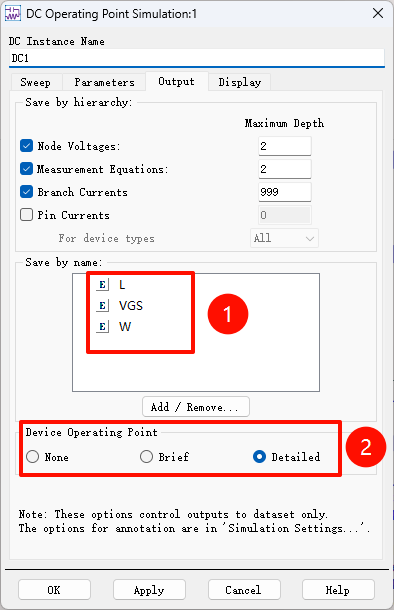 DC Operating Point Simulation:1
DC Instance Name
DC1
Sweep Parameters Output Display
Save by hierarchy:
Maximum Depth
Node Voltages: 2
Measurement Equations: 2
Branch Currents 999
Pin Currents 0
For device types All
Save by name:
E L
E VGS
E W
1
Add / Remove...
Device Operating Point
None Brief Detailed
2
Note: These options control outputs to dataset only.
The options for annotation are in 'Simulation Settings...'.
OK Apply Cancel Help